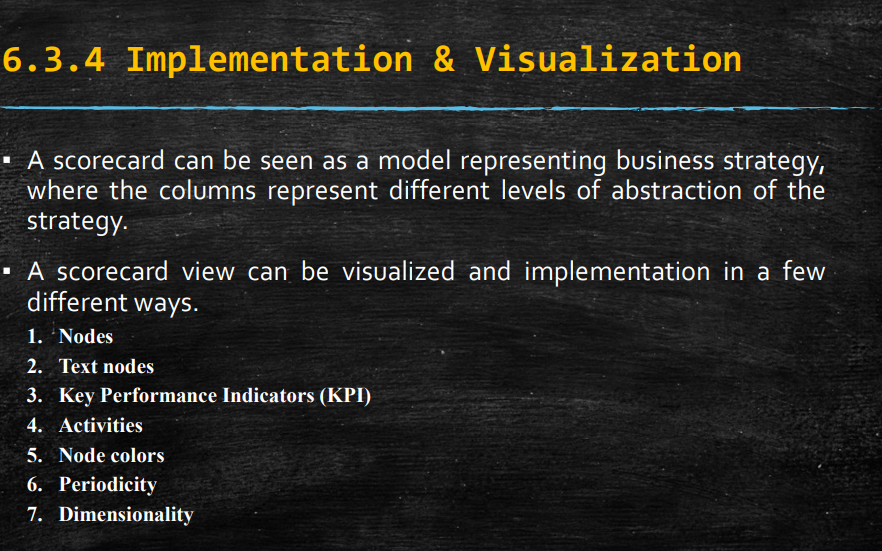 6.3.4 Implementation & Visualization
▪ A scorecard can be seen as a model representing business strategy,
where the columns represent different levels of abstraction of the
strategy.
▪ A scorecard view can be visualized and implementation in a few
different ways.
1. Nodes
2. Text nodes
3. Key Performance Indicators (KPI)
4. Activities
5. Node colors
6. Periodicity
7. Dimensionality